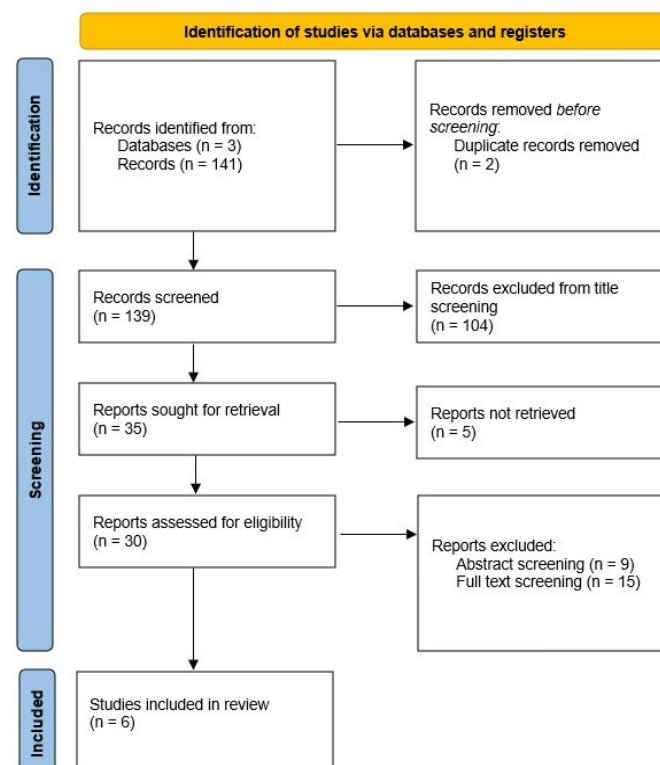 Identification of studies via databases and registers
Identification
Records identified from:
Databases (n = 3)
Records (n = 141)
Records removed before
screening:
Duplicate records removed
(n = 2)
Screening
Records screened
(n = 139)
Records excluded from title
screening
(n = 104)
Reports sought for retrieval
(n = 35)
Reports not retrieved
(n = 5)
Reports assessed for eligibility
(n = 30)
Reports excluded:
Abstract screening (n = 9)
Full text screening (n = 15)
Included
Studies included in review
(n = 6)